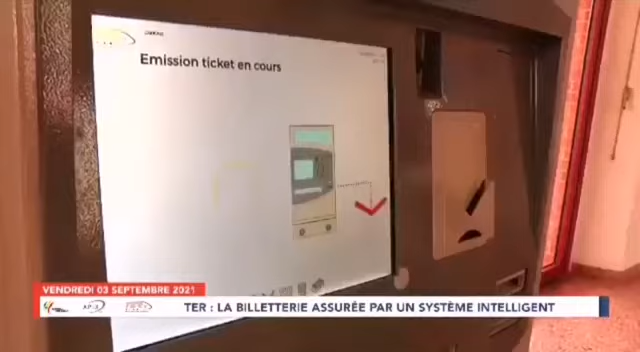 Emission ticket en cours
VENDREDI 03 SEPTEMBRE 2021
TER : LA BILLETTERIE ASSURÉE PAR UN SYSTÈME INTELLIGENT